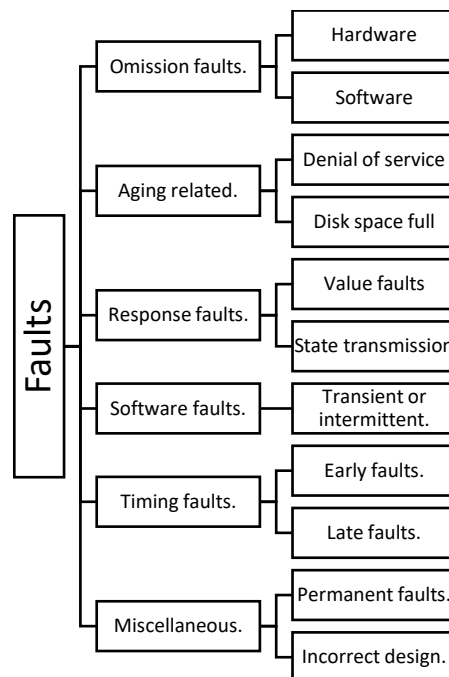 Faults
Omission faults.
Hardware
Software
Aging related.
Denial of service
Disk space full
Response faults.
Value faults
State transmission
Software faults.
Transient or
intermittent.
Timing faults.
Early faults.
Late faults.
Miscellaneous.
Permanent faults.
Incorrect design.